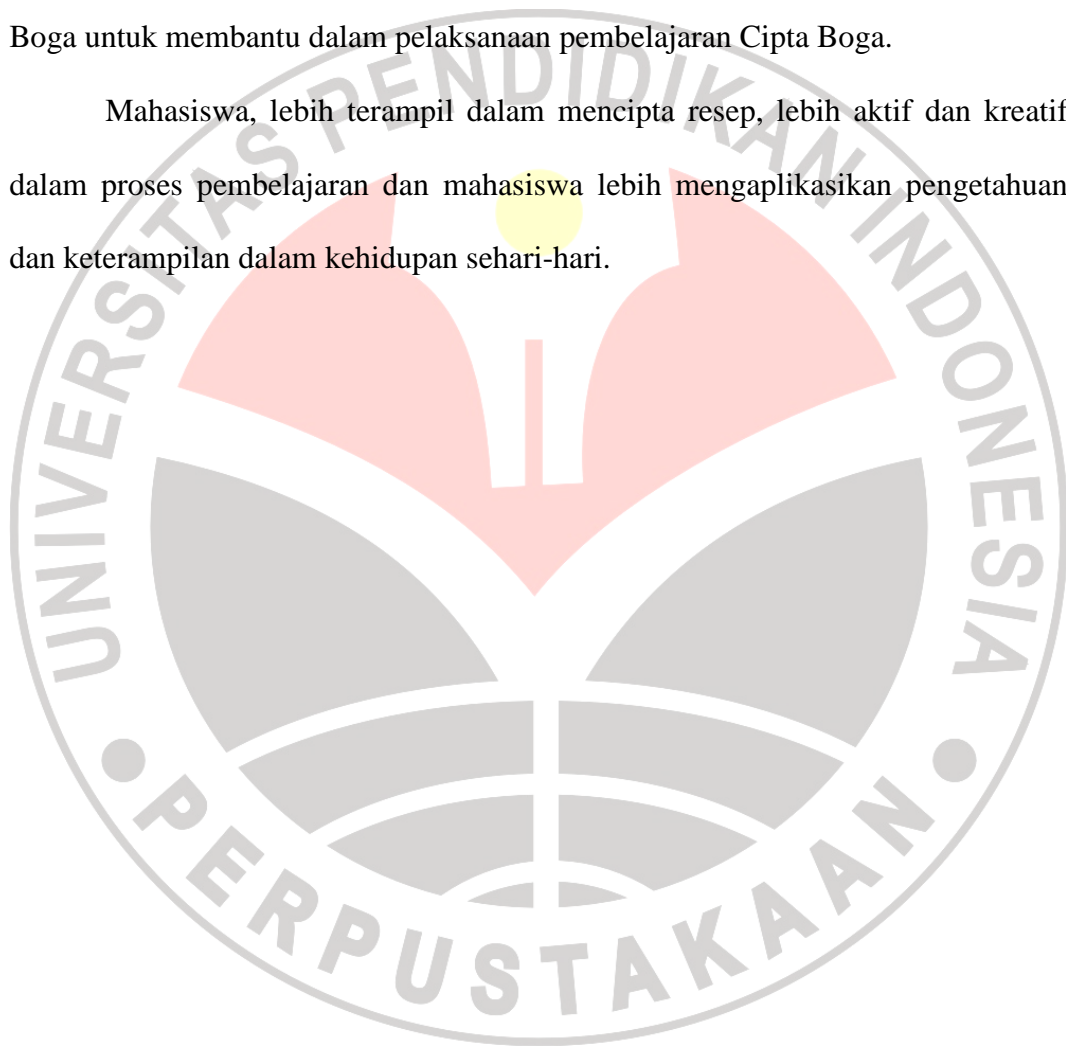 Boga untuk membantu dalam pelaksanaan pembelajaran Cipta Boga.
Mahasiswa, lebih terampil dalam mencipta resep, lebih aktif dan kreatif
dalam proses pembelajaran dan mahasiswa lebih mengaplikasikan pengetahuan
dan keterampilan dalam kehidupan sehari-hari.
UNIVERSITAS PENDIDIKAN INDONESIA
PERPUSTAKAAN